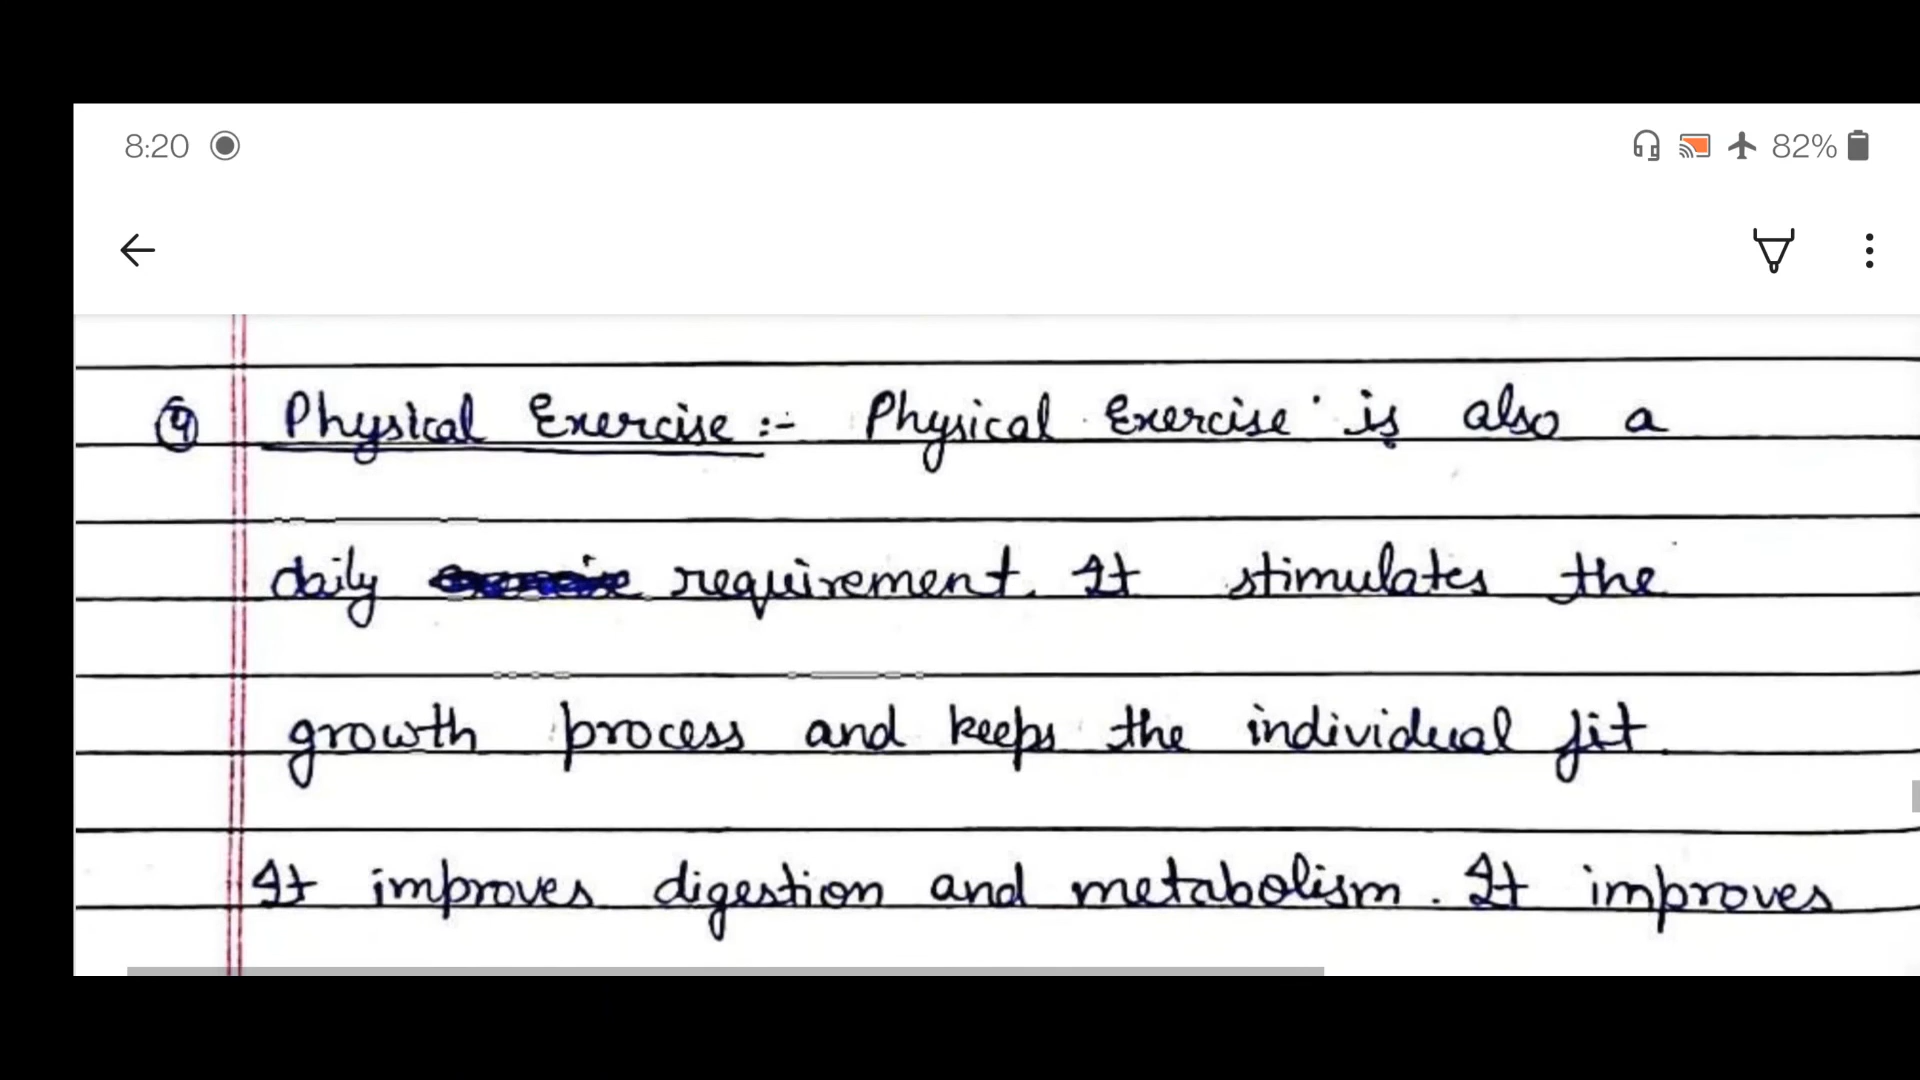 8:20 82%
9 Physical Exercise :- Physical Exercise is also a
daily requirement. It stimulates the
growth process and keeps the individual fit.
It improves digestion and metabolism. It improves